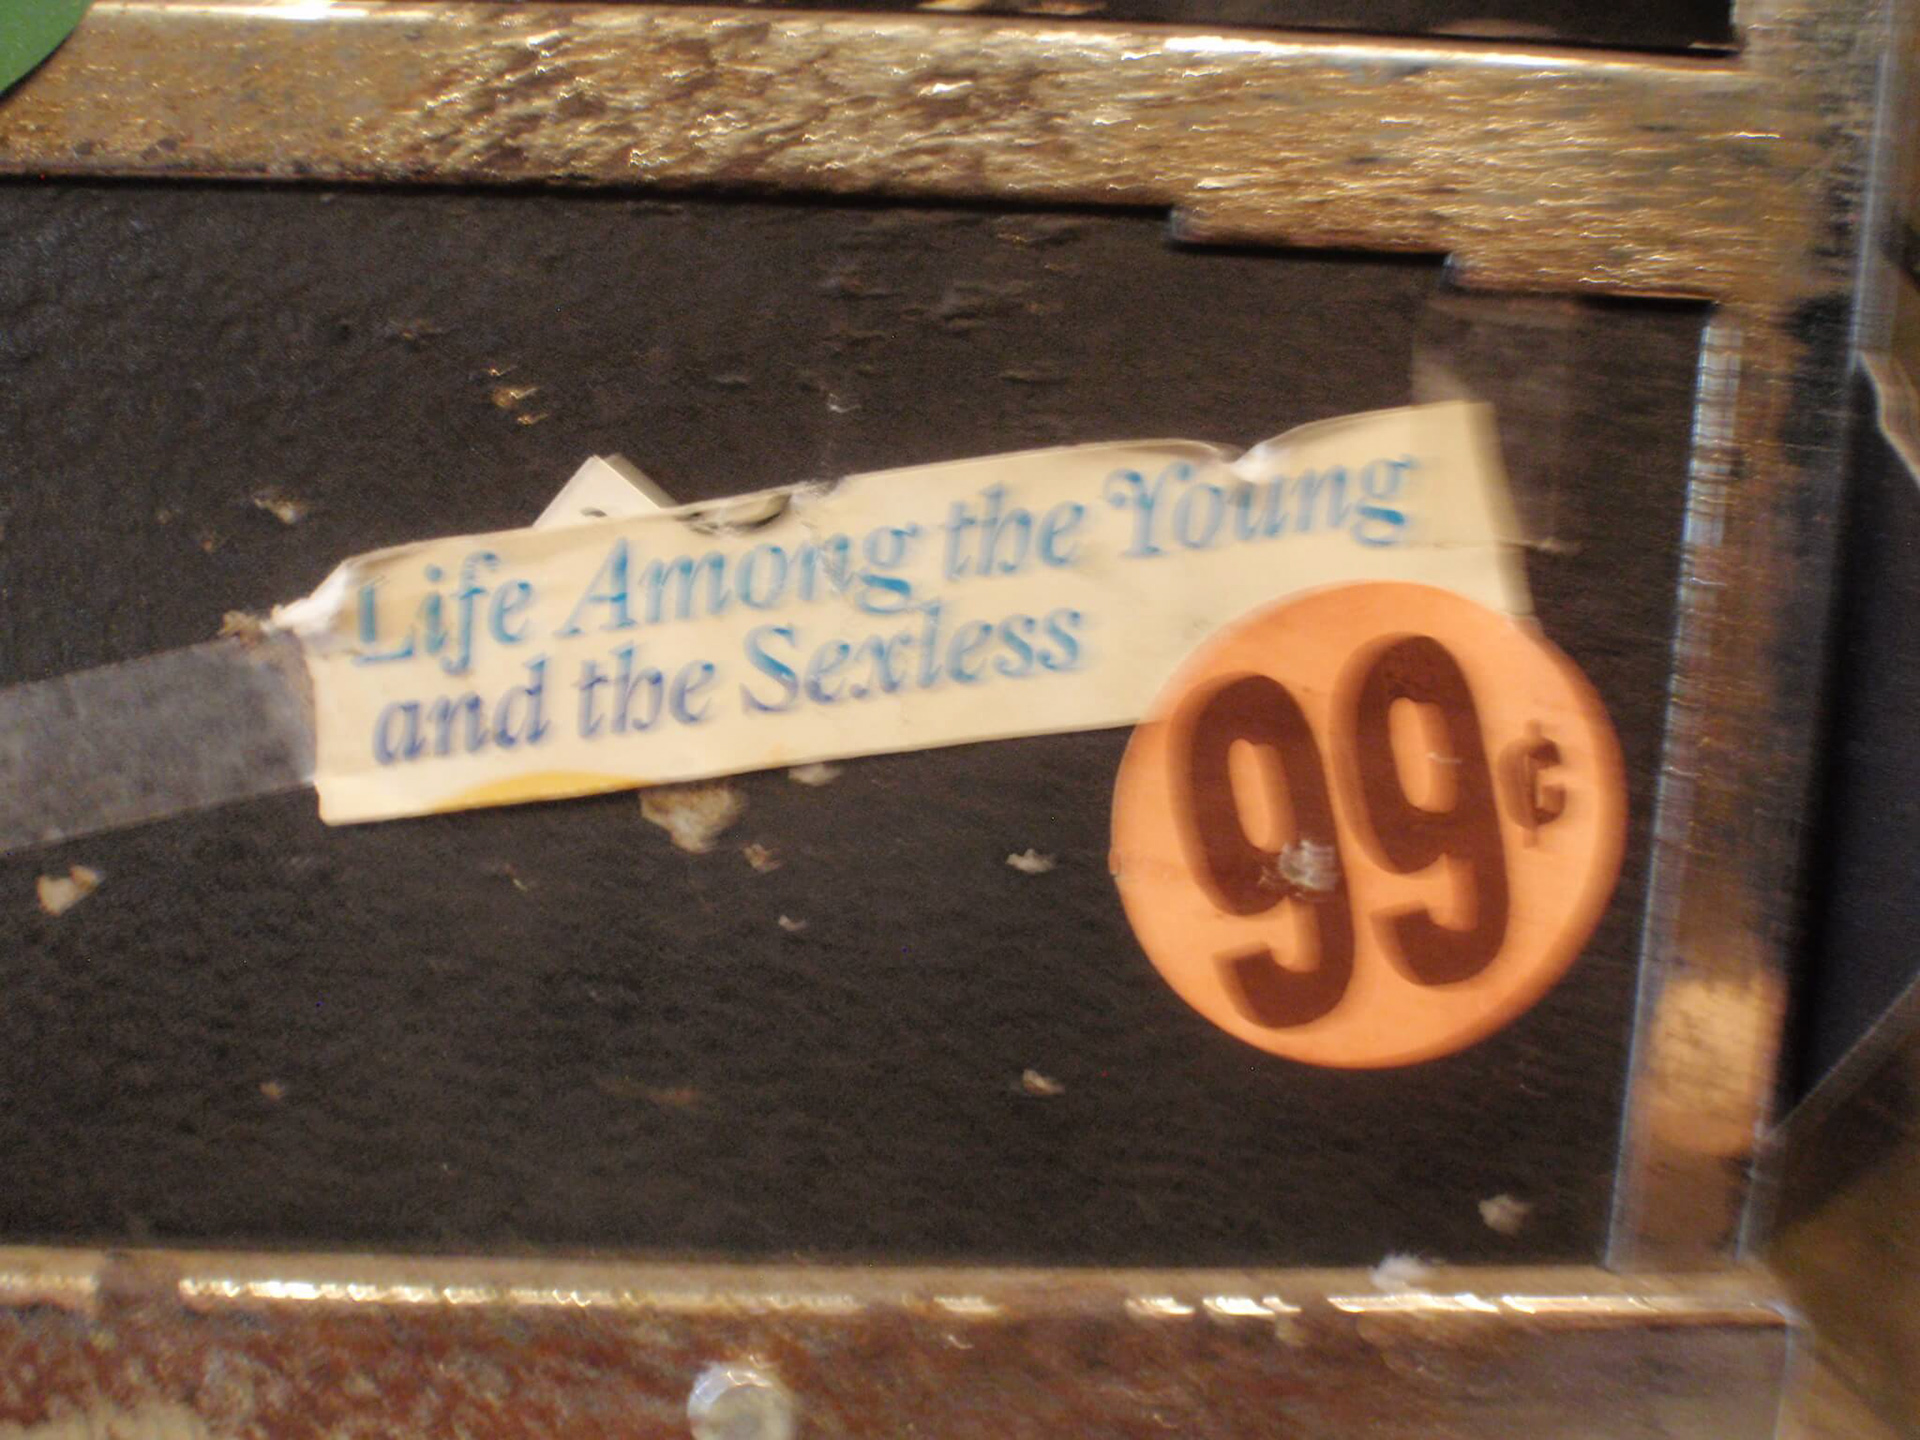 Life Among the Young
and the Sexless
99¢